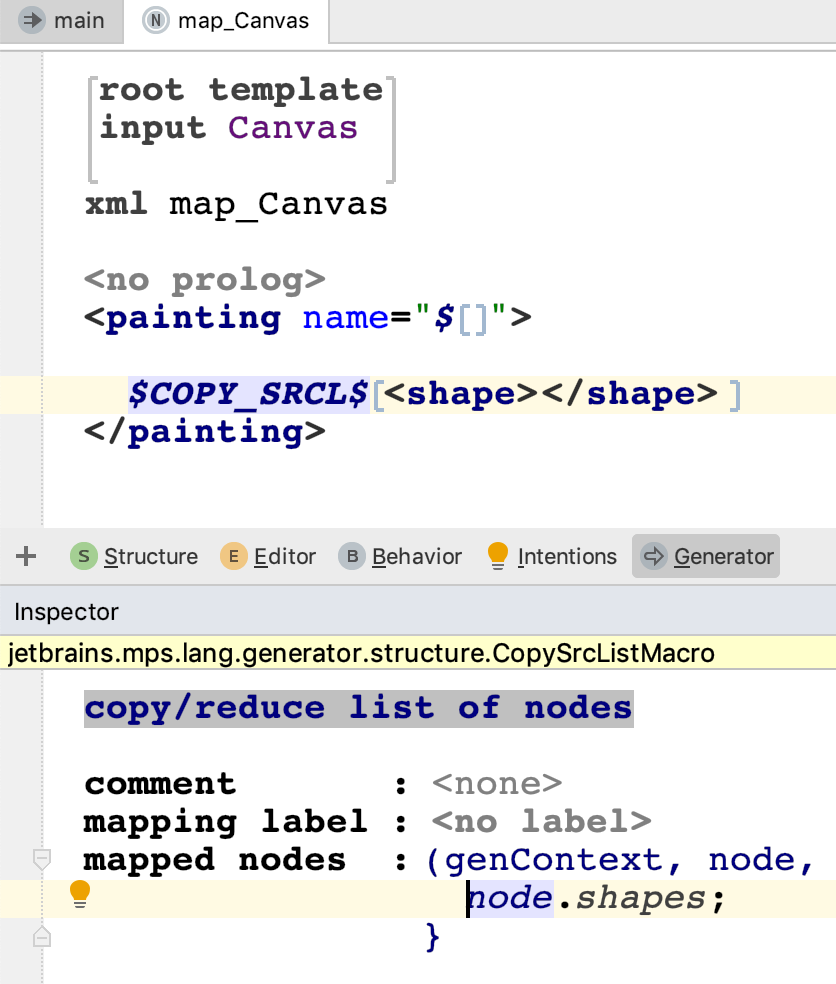 main
N map_Canvas
root template
input Canvas
xml map_Canvas
<no prolog>
<painting name="$[]">
$COPY_SRCL$[<shape></shape> ]
</painting>
+ S Structure E Editor B Behavior Intentions Generator
Inspector
jetbrains.mps.lang.generator.structure.CopySrcListMacro
copy/reduce list of nodes
comment : <none>
mapping label : <no label>
mapped nodes : (genContext, node,
node.shapes;
}